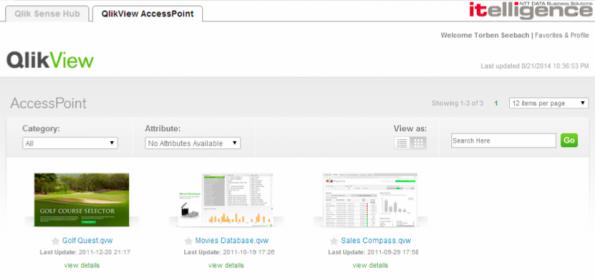 Qlik Sense Hub
QlikView AccessPoint
itelligence
NTT DATA Business Solutions
Welcome Torben Seebach | Favorites & Profile
QlikView
Last updated 8/21/2014 10:36:53 PM
AccessPoint
Showing 1-3 of 3 1 12 items per page
Category:
Attribute:
View as:
All
No Attributes Available
Search Here
Go
GOLF COURSE SELECTOR
Golf Quest.qvw
Movies Database.qvw
Sales Compass.qvw
Last Update: 2011-12-20 21:17
Last Update: 2011-10-19 17:26
Last Update: 2011-09-29 17:58
view details
view details
view details